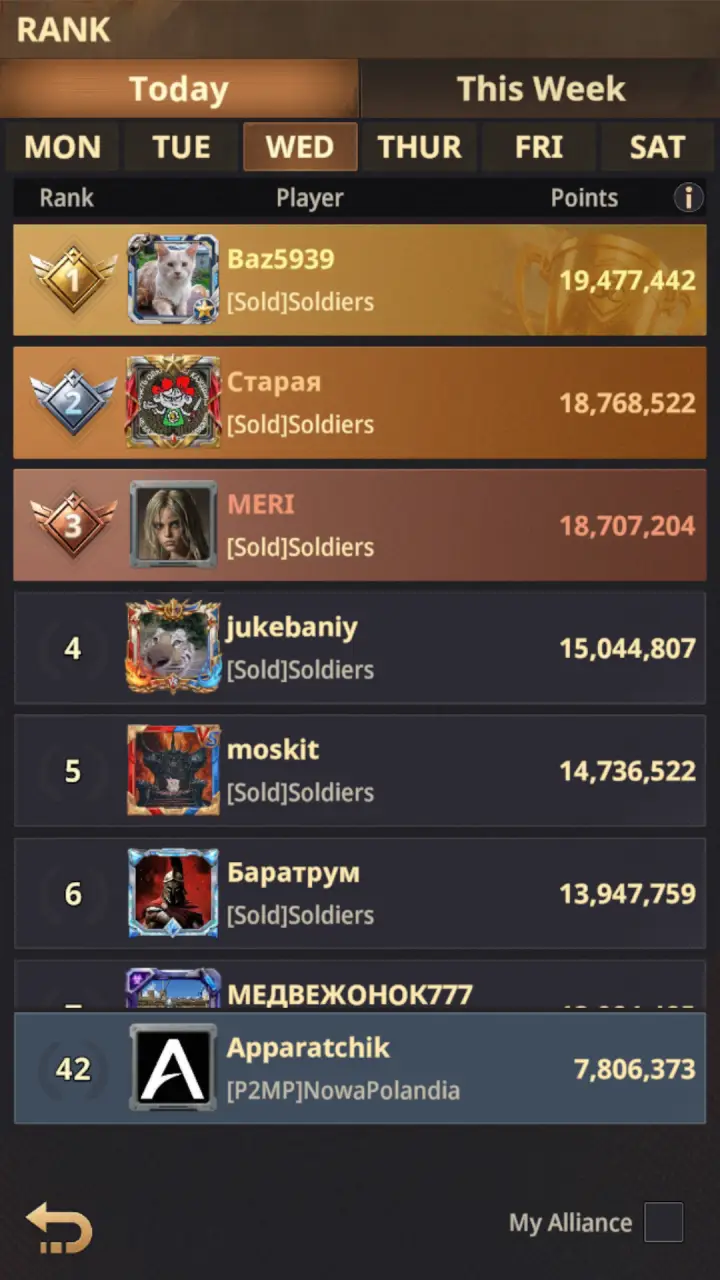 RANK
Today This Week
MON TUE WED THUR FRI SAT
Rank Player Points i
1 Baz5939 19,477,442
[Sold]Soldiers
2 Старая 18,768,522
[Sold]Soldiers
3 MERI 18,707,204
[Sold]Soldiers
4 jukebaniy 15,044,807
[Sold]Soldiers
VS
5 moskit 14,736,522
[Sold]Soldiers
6 Баратрум 13,947,759
[Sold]Soldiers
МЕДВЕЖОНОК777
42 Apparatchik 7,806,373
[P2MP]NowaPolandia
My Alliance